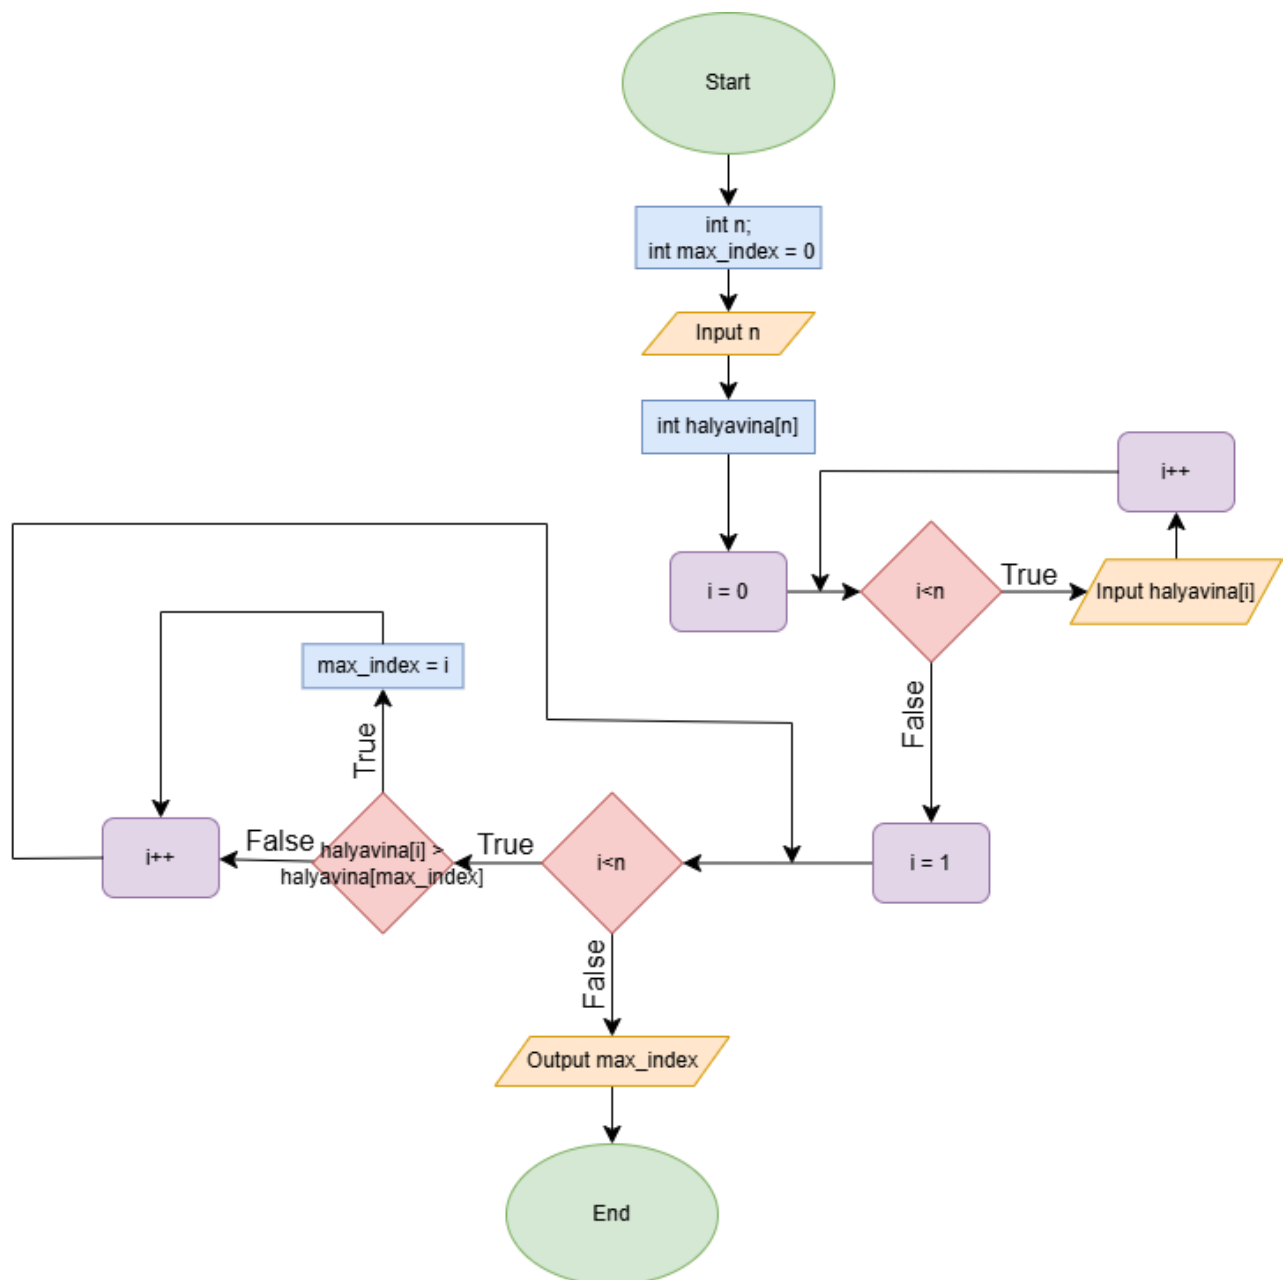 Start
int n;
int max_index = 0
Input n
int halyavina[n]
i++
i = 0
i<n
True
Input halyavina[i]
False
max_index = i
True
i++
False
halyavina[i] >
halyavina[max_index]
True
i<n
i = 1
False
Output max_index
End